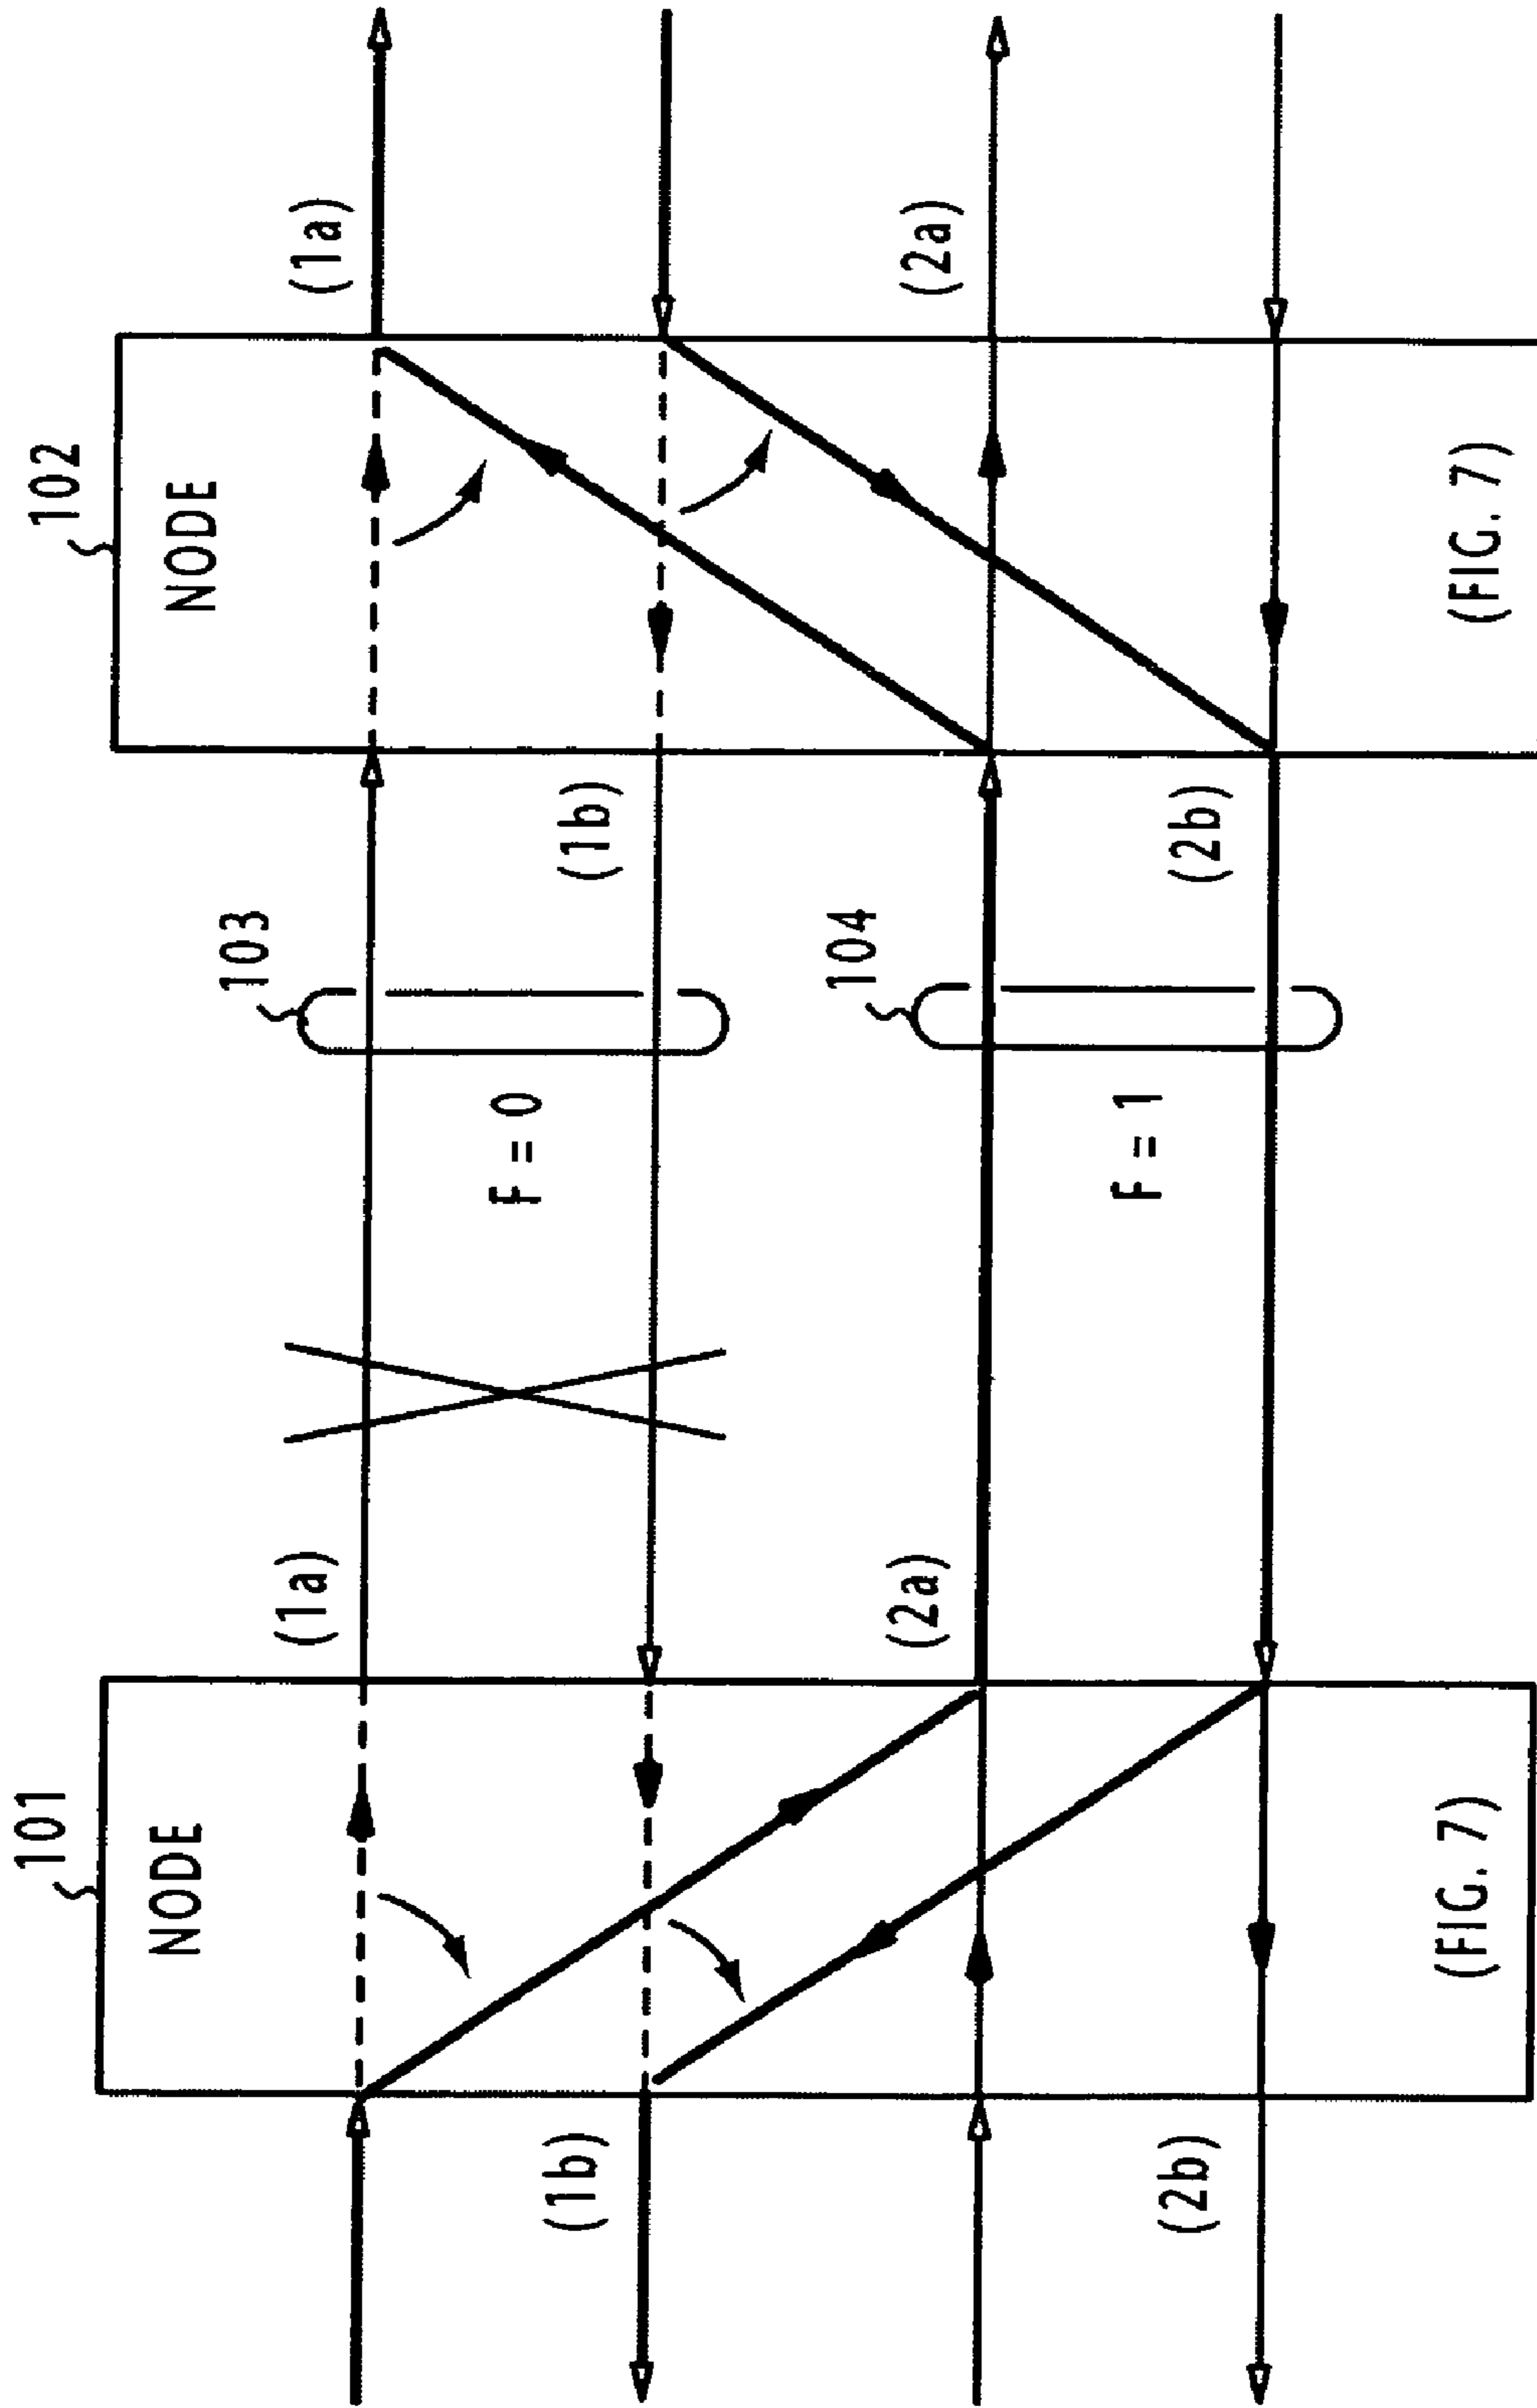 101
NODE
(1a)
(1b)
(2a)
(2b)
(FIG. 7)
103
F = 0
104
F = 1
102
NODE
(1a)
(1b)
(2a)
(2b)
(FIG. 7)